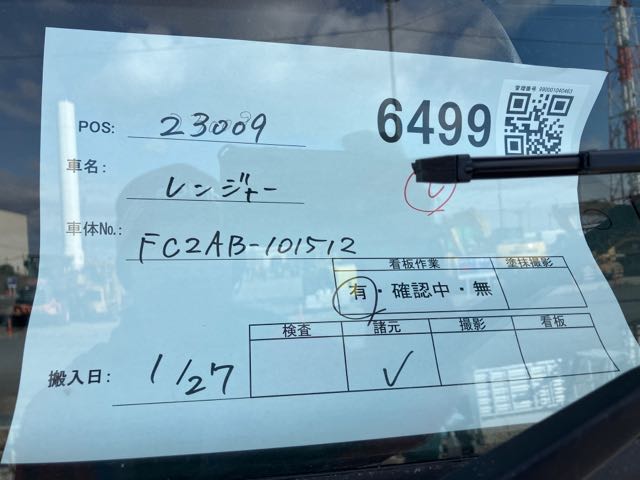 管理番号 990001040463
POS: 23009
6499
車名: レンジャー
車体No.: FC2AB-101512
看板作業 塗抹撮影
有・確認中・無
検査 諸元 撮影 看板
搬入日: 1/27 ✓